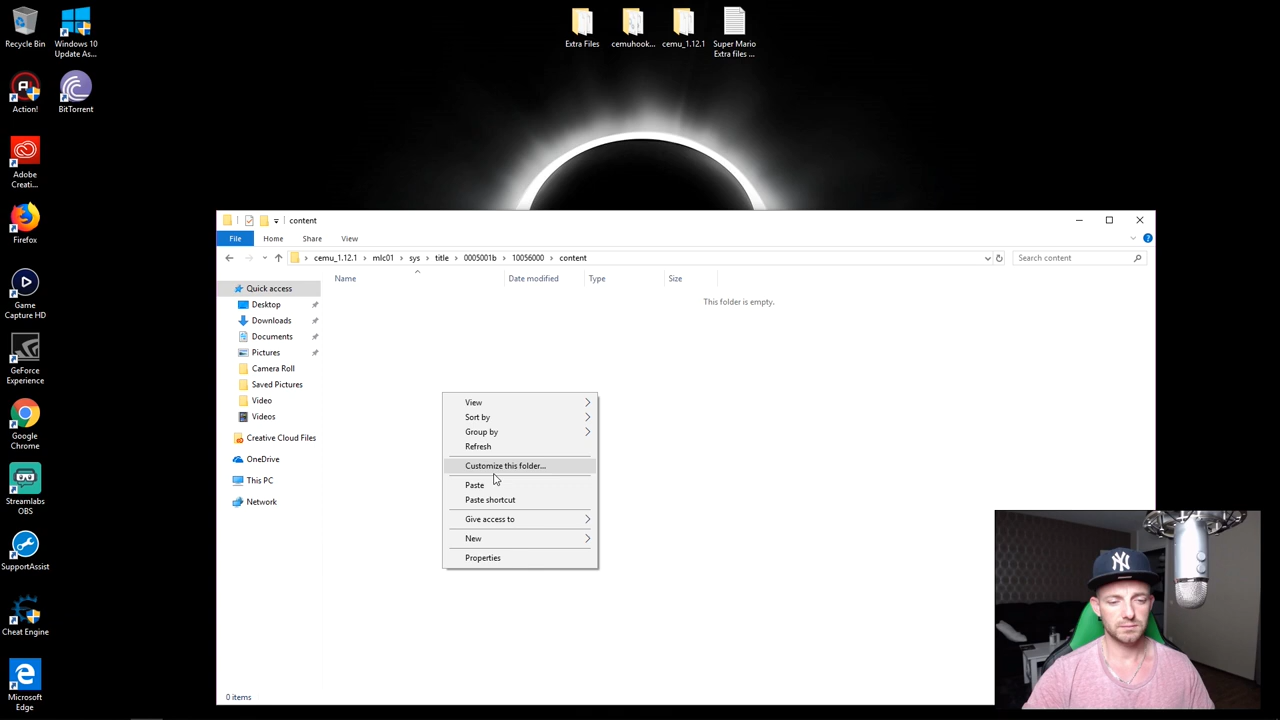 Recycle Bin
Windows 10
Update As...
Action!
BitTorrent
Adobe
Creati...
Firefox
Game
Capture HD
GeForce
Experience
Google
Chrome
Streamlabs
OBS
SupportAssist
Cheat Engine
Microsoft
Edge
Extra Files
cemuhook...
cemu_1.12.1
Super Mario
Extra files ...
content
File
Home
Share
View
cemu_1.12.1 > mlc01 > sys > title > 0005001b > 10056000 > content
Search content
Name
Date modified
Type
Size
This folder is empty.
Quick access
Desktop
Downloads
Documents
Pictures
Camera Roll
Saved Pictures
Video
Videos
Creative Cloud Files
OneDrive
This PC
Network
View
Sort by
Group by
Refresh
Customize this folder...
Paste
Paste shortcut
Give access to
New
Properties
0 items
NY